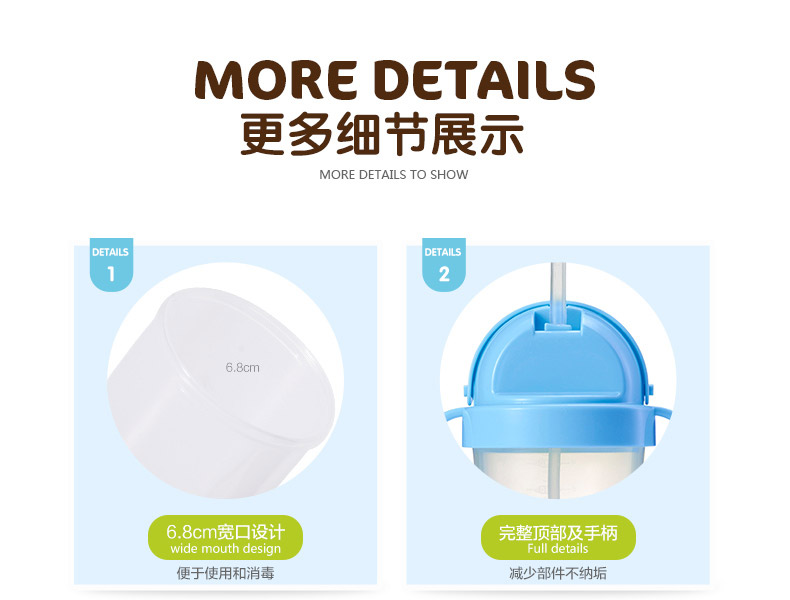 MORE DETAILS
更多细节展示
MORE DETAILS TO SHOW
DETAILS
1
6.8cm
6.8cm宽口设计
wide mouth design
便于使用和消毒
DETAILS
2
完整顶部及手柄
Full details
减少部件不纳垢